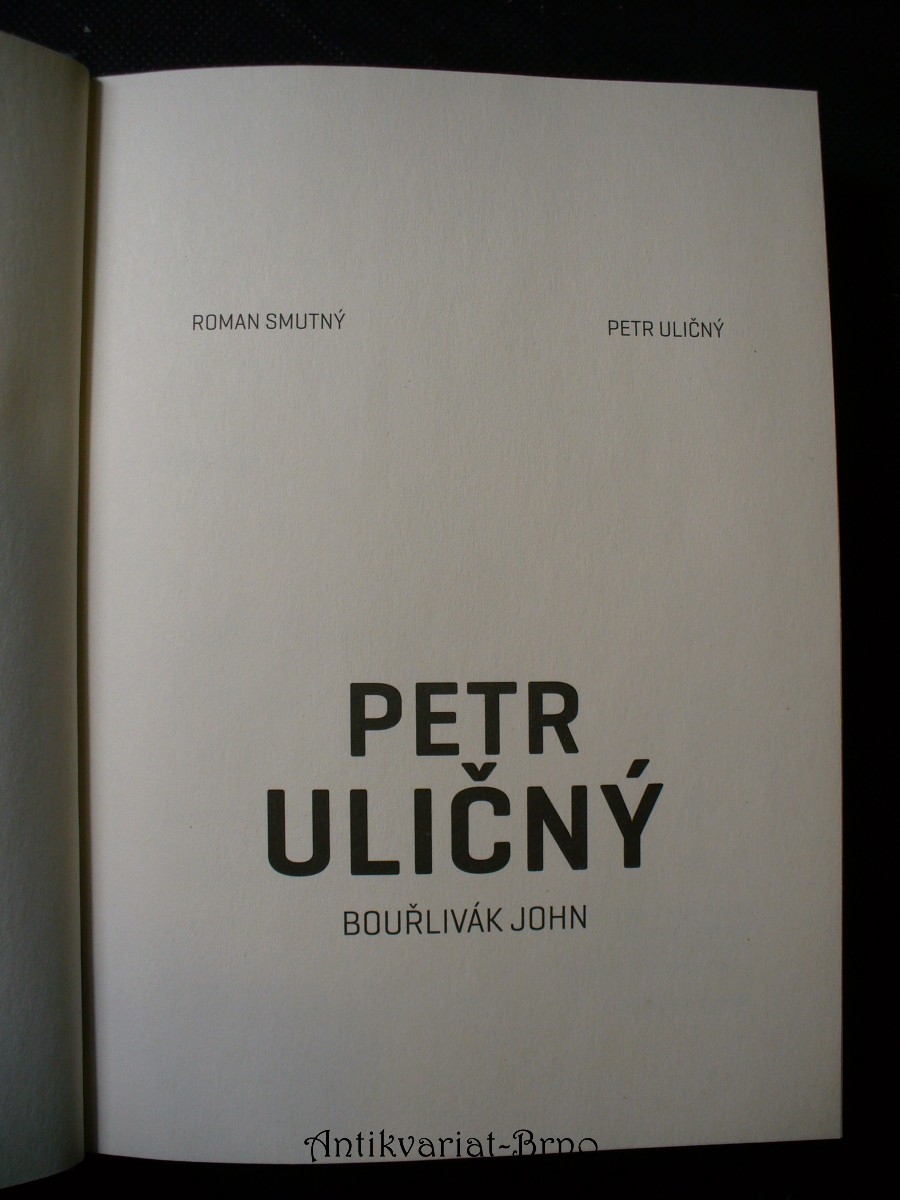 ROMAN SMUTNÝ
PETR ULIČNÝ
PETR
ULIČNÝ
BOUŘLIVÁK JOHN
Antikvariat-Brno